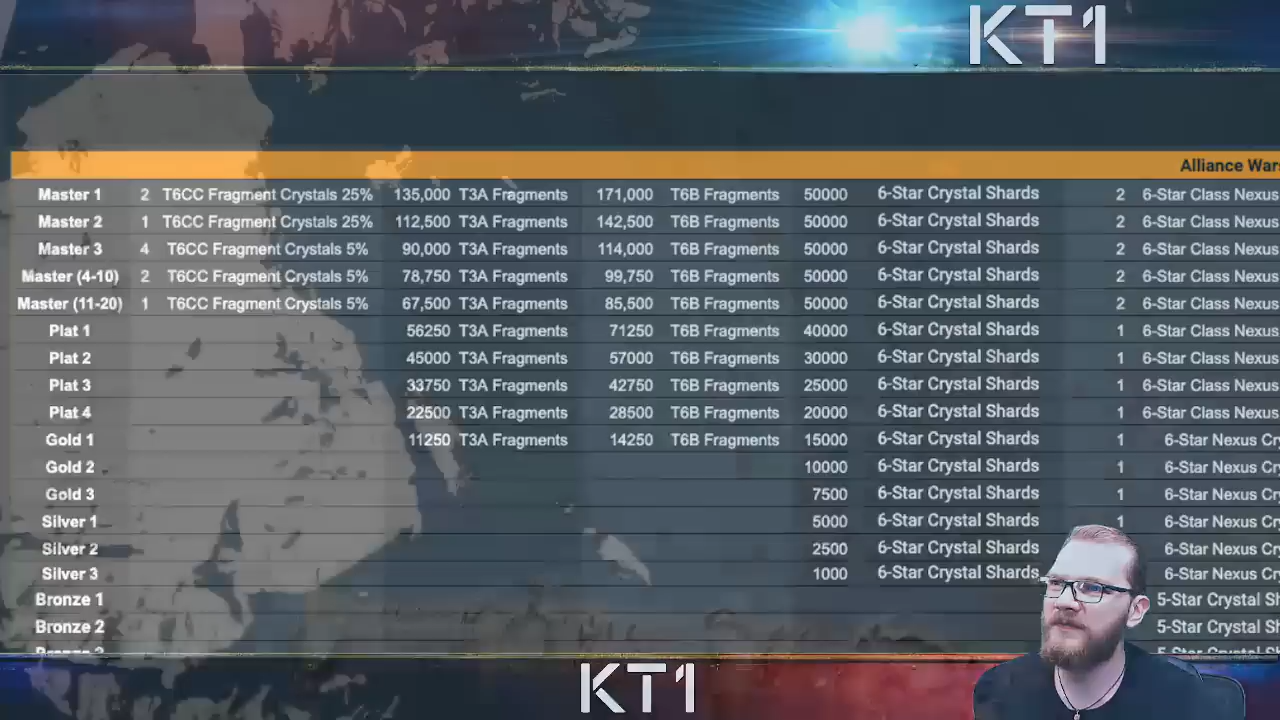 KT1
Alliance Wars
Master 1 2 T6CC Fragment Crystals 25% 135,000 T3A Fragments 171,000 T6B Fragments 50000 6-Star Crystal Shards 2 6-Star Class Nexus
Master 2 1 T6CC Fragment Crystals 25% 112,500 T3A Fragments 142,500 T6B Fragments 50000 6-Star Crystal Shards 2 6-Star Class Nexus
Master 3 4 T6CC Fragment Crystals 5% 90,000 T3A Fragments 114,000 T6B Fragments 50000 6-Star Crystal Shards 2 6-Star Class Nexus
Master (4-10) 2 T6CC Fragment Crystals 5% 78,750 T3A Fragments 99,750 T6B Fragments 50000 6-Star Crystal Shards 2 6-Star Class Nexus
Master (11-20) 1 T6CC Fragment Crystals 5% 67,500 T3A Fragments 85,500 T6B Fragments 50000 6-Star Crystal Shards 2 6-Star Class Nexus
Plat 1 56250 T3A Fragments 71250 T6B Fragments 40000 6-Star Crystal Shards 1 6-Star Class Nexus
Plat 2 45000 T3A Fragments 57000 T6B Fragments 30000 6-Star Crystal Shards 1 6-Star Class Nexus
Plat 3 33750 T3A Fragments 42750 T6B Fragments 25000 6-Star Crystal Shards 1 6-Star Class Nexus
Plat 4 22500 T3A Fragments 28500 T6B Fragments 20000 6-Star Crystal Shards 1 6-Star Class Nexus
Gold 1 11250 T3A Fragments 14250 T6B Fragments 15000 6-Star Crystal Shards 1 6-Star Nexus Cry
Gold 2 10000 6-Star Crystal Shards 1 6-Star Nexus Cry
Gold 3 7500 6-Star Crystal Shards 1 6-Star Nexus Cry
Silver 1 5000 6-Star Crystal Shards 1 6-Star Nexus Cry
Silver 2 2500 6-Star Crystal Shards 6-Star Nexus Cry
Silver 3 1000 6-Star Crystal Shards 6-Star Nexus Cry
Bronze 1 5-Star Crystal Sh
Bronze 2 5-Star Crystal Sh
KT1